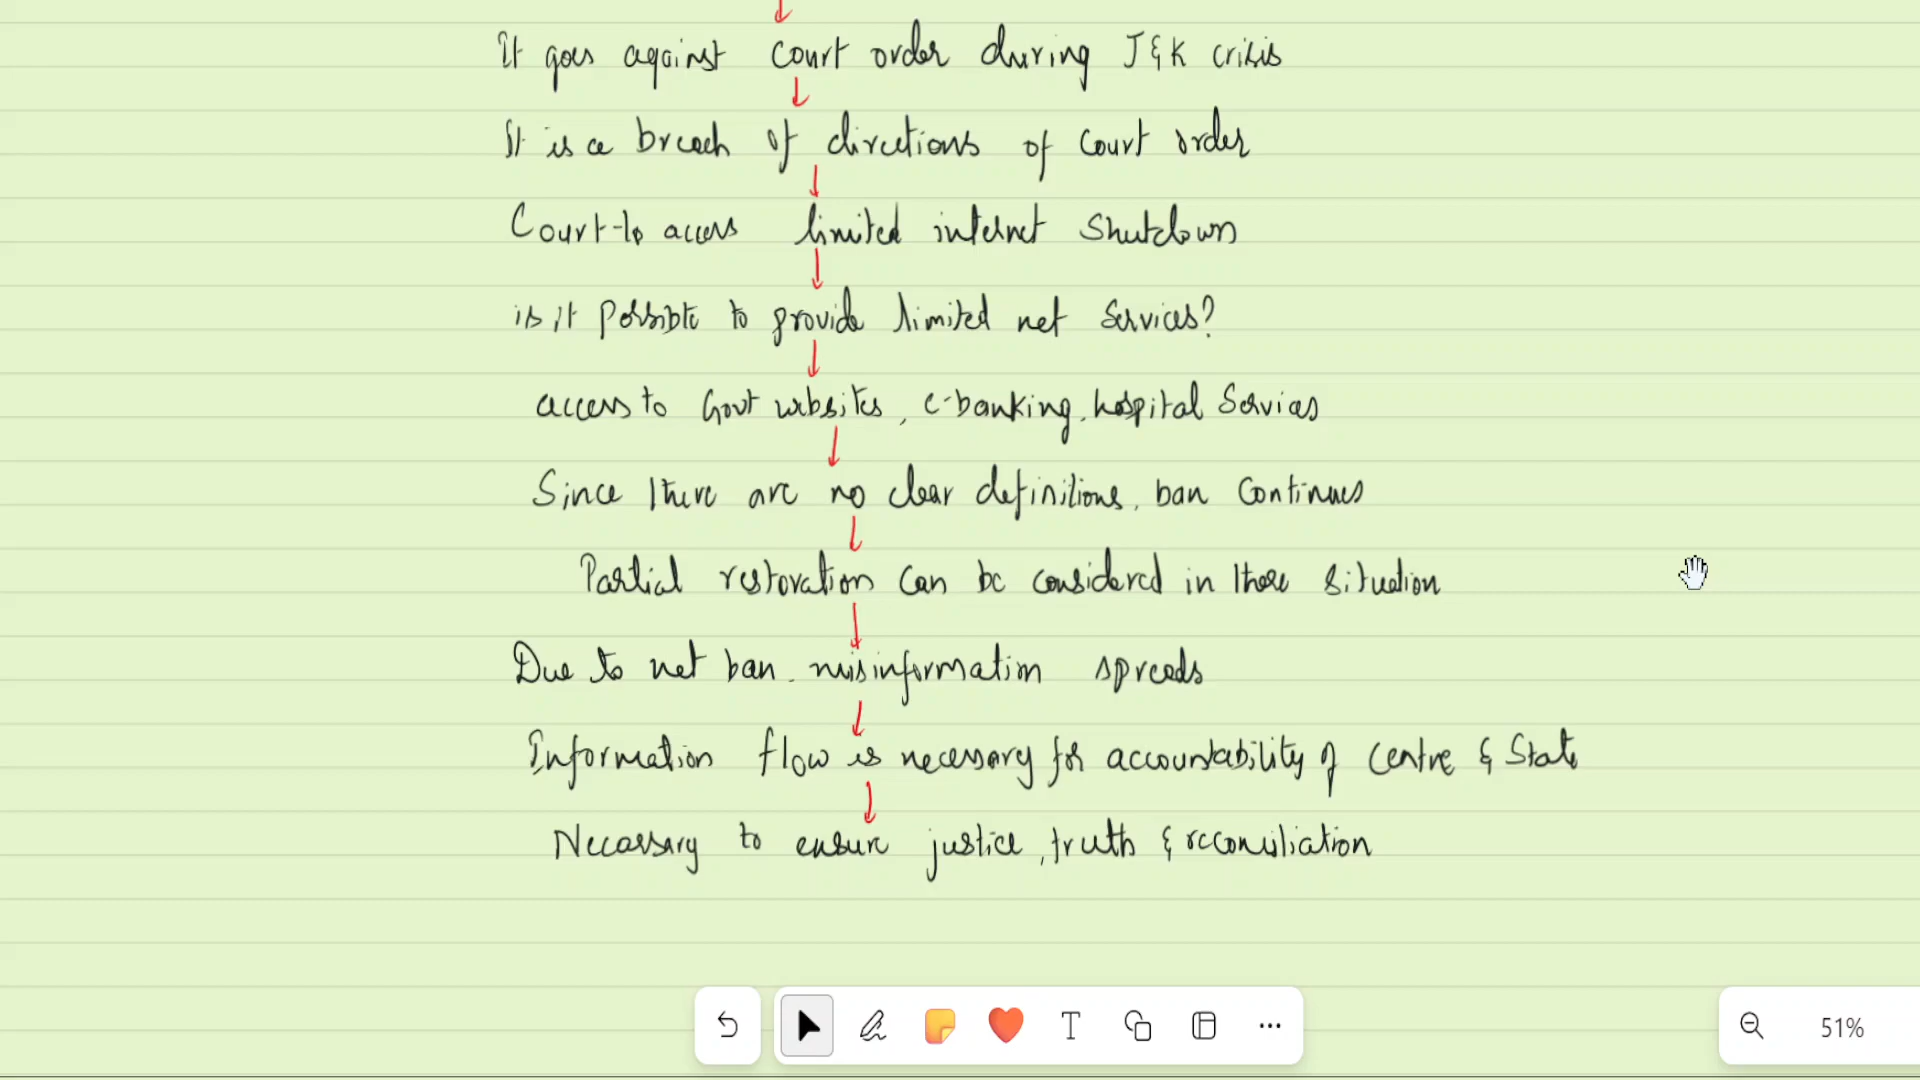 It goes against court order during J&K crisis
It is a breach of directions of court order
Court to access limited internet shutdown
is it possible to provide limited net services?
access to Govt websites, e-banking, hospital services
Since there are no clear definitions, ban continues
Partial restoration can be considered in these situation
Due to net ban, misinformation spreads
Information flow is necessary for accountability of Centre & State
Necessary to ensure justice, truth & reconciliation
T
51%